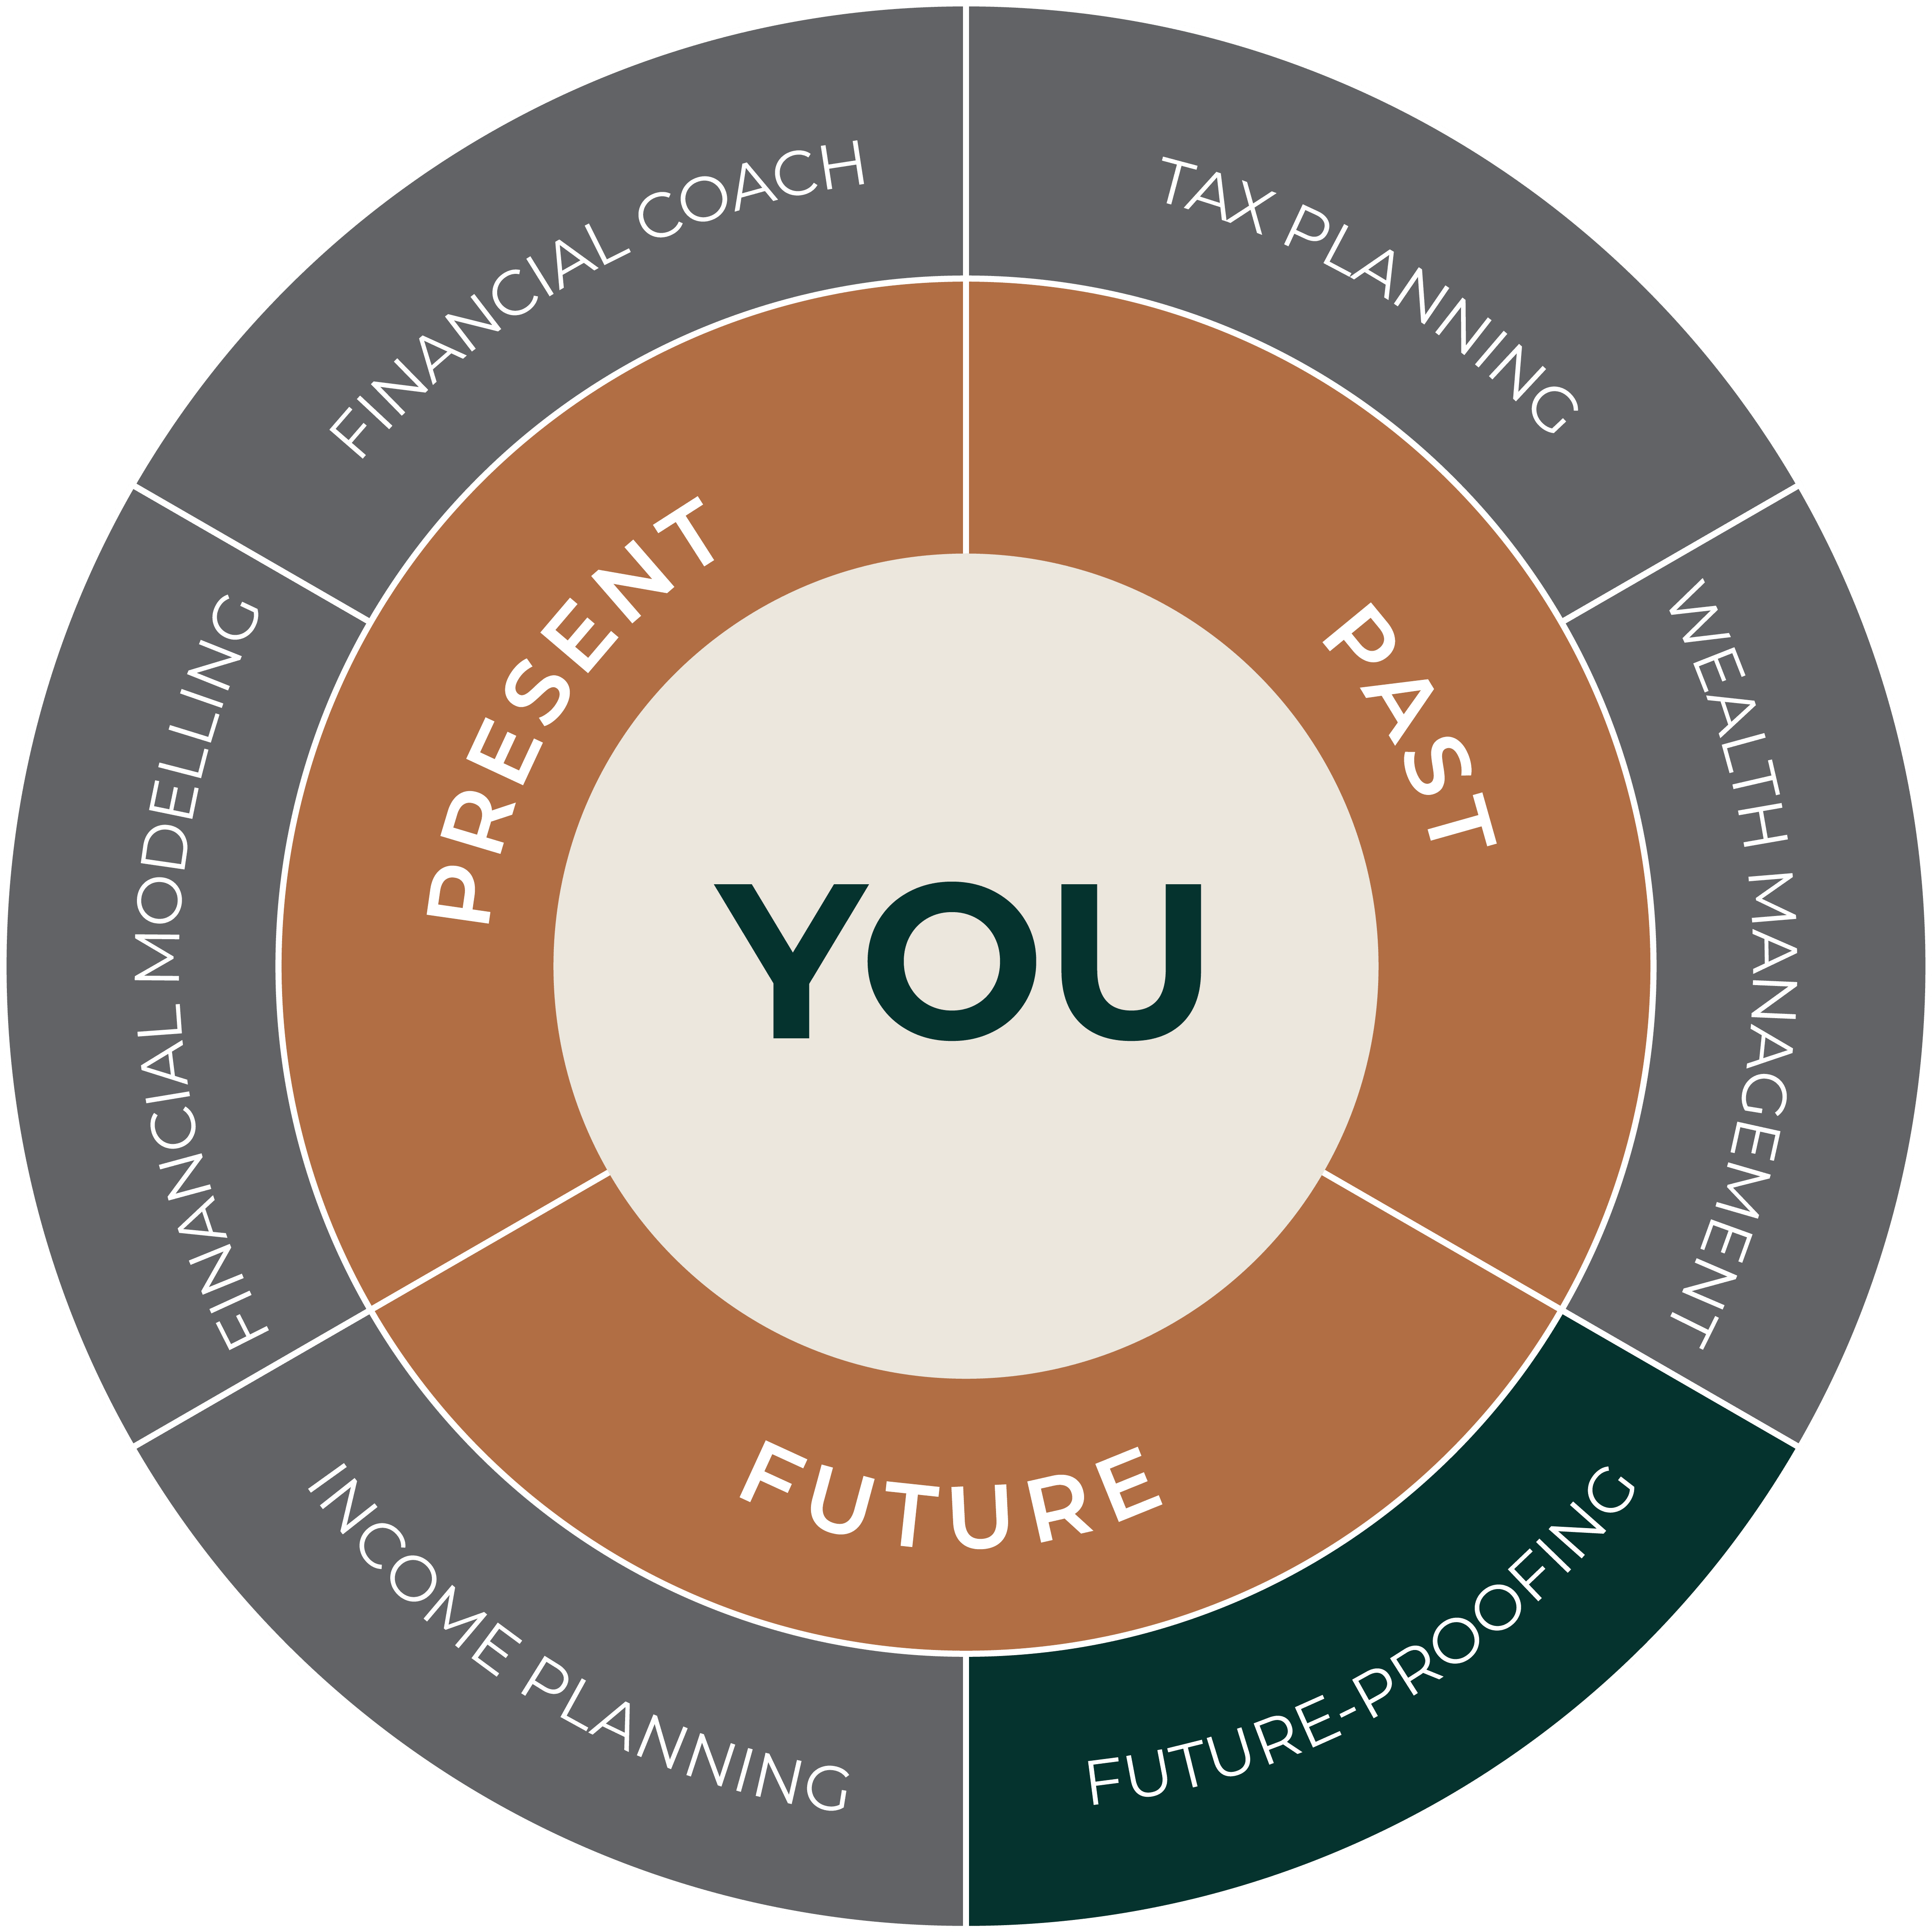 FINANCIAL COACH
TAX PLANNING
WEALTH MANAGEMENT
FUTURE-PROOFING
INCOME PLANNING
FINANCIAL MODELLING
PRESENT
PAST
FUTURE
YOU